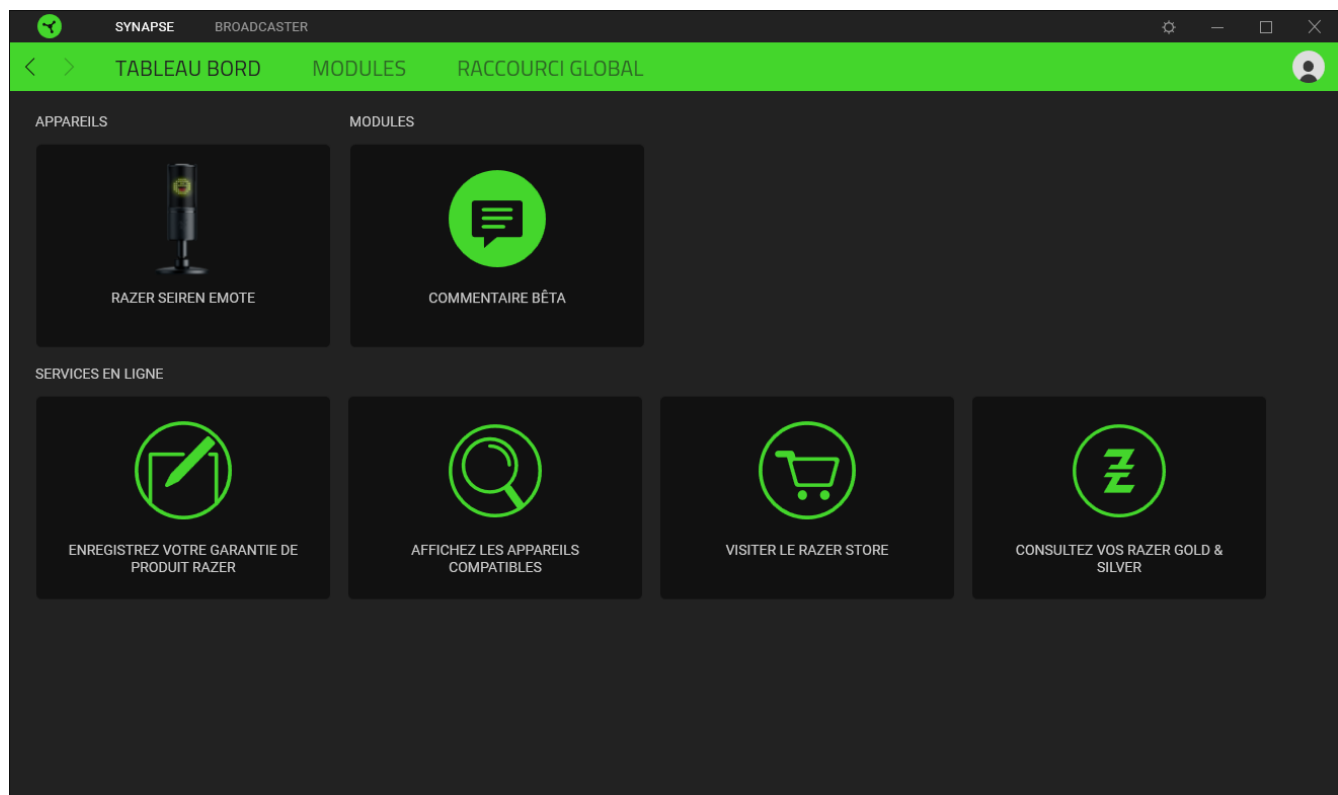 SYNAPSE BROADCASTER
TABLEAU BORD MODULES RACCOURCI GLOBAL
APPAREILS MODULES
RAZER SEIREN EMOTE
COMMENTAIRE BÊTA
SERVICES EN LIGNE
ENREGISTREZ VOTRE GARANTIE DE
PRODUIT RAZER
AFFICHEZ LES APPAREILS
COMPATIBLES
VISITER LE RAZER STORE
CONSULTEZ VOS RAZER GOLD &
SILVER